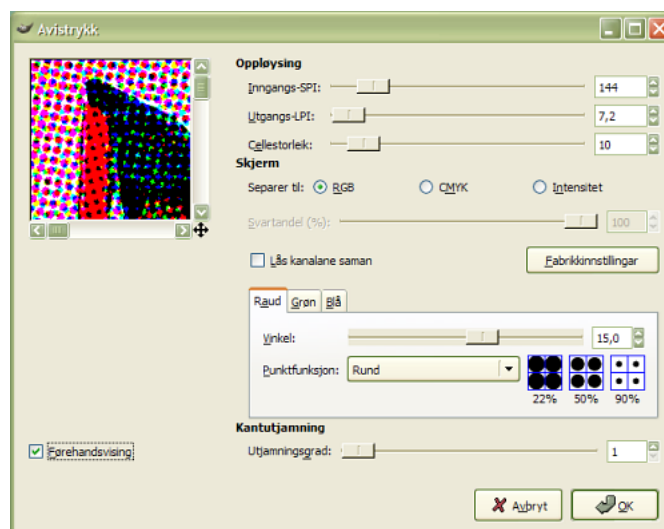 Avistrykk
Oppløysing
Inngangs-SPI: 144
Utgangs-LPI: 7,2
Cellestorleik: 10
Skjerm
Separer til: RGB CMYK Intensitet
Svartandel (%): 100
Lås kanalane saman Fabrikkinnstillingar
Raud Grøn Blå
Vinkel: 15,0
Punktfunksjon: Rund
22% 50% 90%
Kantutjamning
Førehandsvising Utjamningsgrad: 1
Avbryt OK